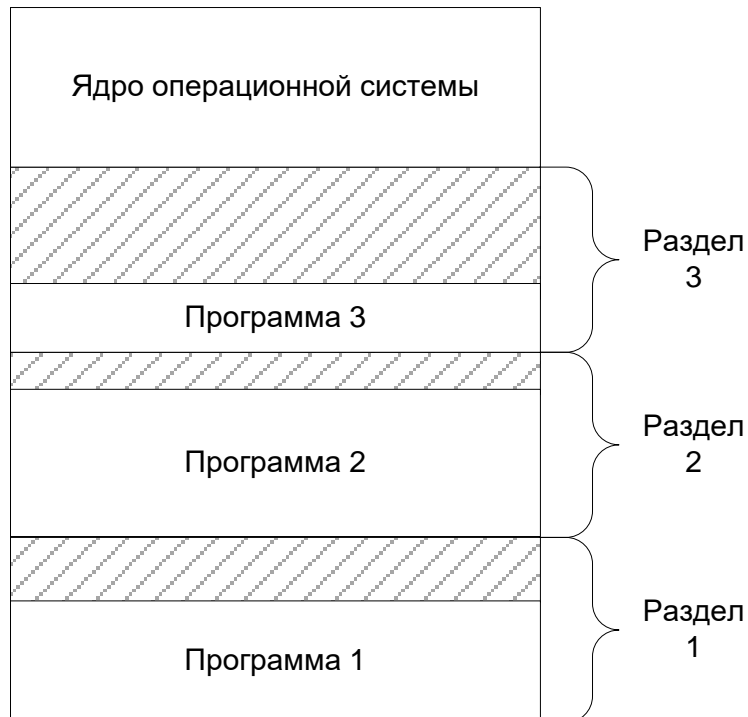 Ядро операционной системы
Раздел
3
Программа 3
Раздел
2
Программа 2
Раздел
1
Программа 1